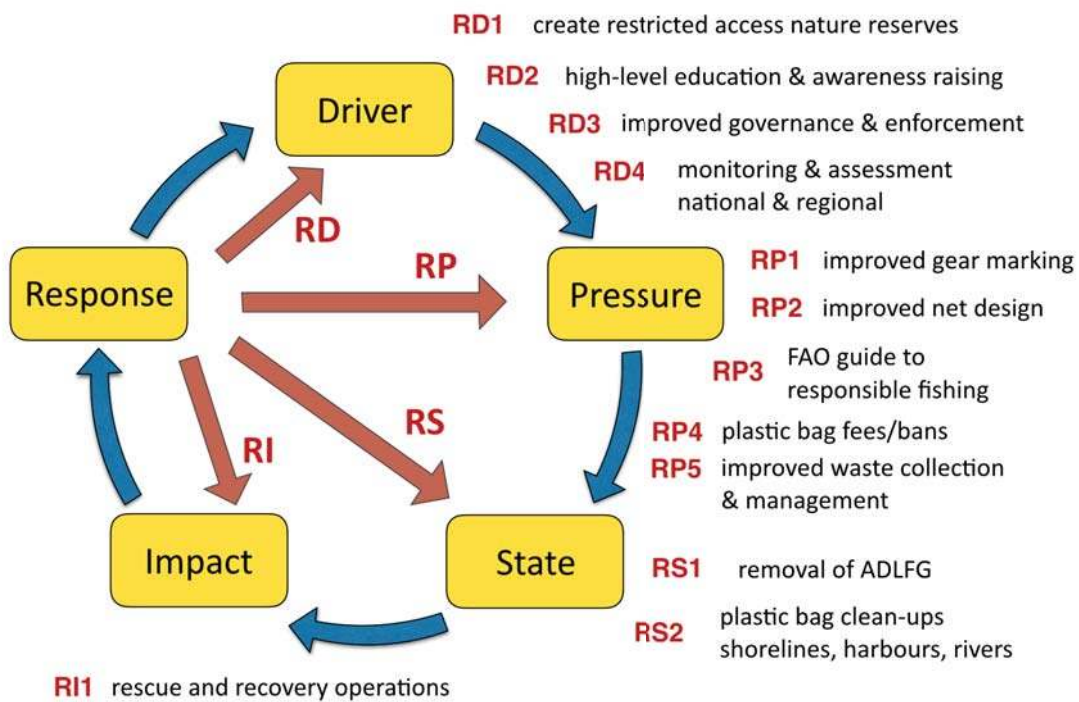 RD1 create restricted access nature reserves
RD2 high-level education & awareness raising
Driver
RD3 improved governance & enforcement
RD4 monitoring & assessment
national & regional
RD
Response
RP
Pressure
RP1 improved gear marking
RP2 improved net design
RP3 FAO guide to
responsible fishing
RS
RI
RP4 plastic bag fees/bans
RP5 improved waste collection
& management
Impact
State
RS1 removal of ADLFG
RS2 plastic bag clean-ups
shorelines, harbours, rivers
RI1 rescue and recovery operations